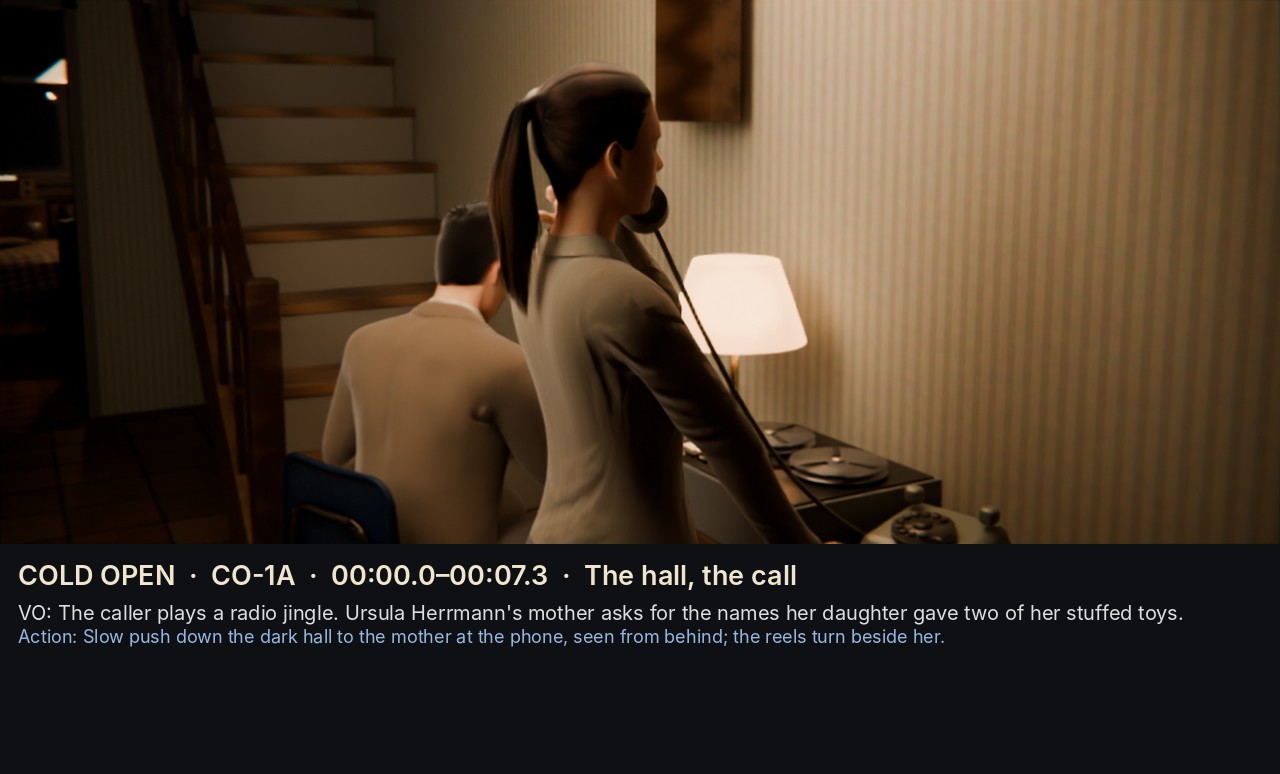 COLD OPEN · CO-1A · 00:00.0–00:07.3 · The hall, the call
VO: The caller plays a radio jingle. Ursula Herrmann's mother asks for the names her daughter gave two of her stuffed toys.
Action: Slow push down the dark hall to the mother at the phone, seen from behind; the reels turn beside her.